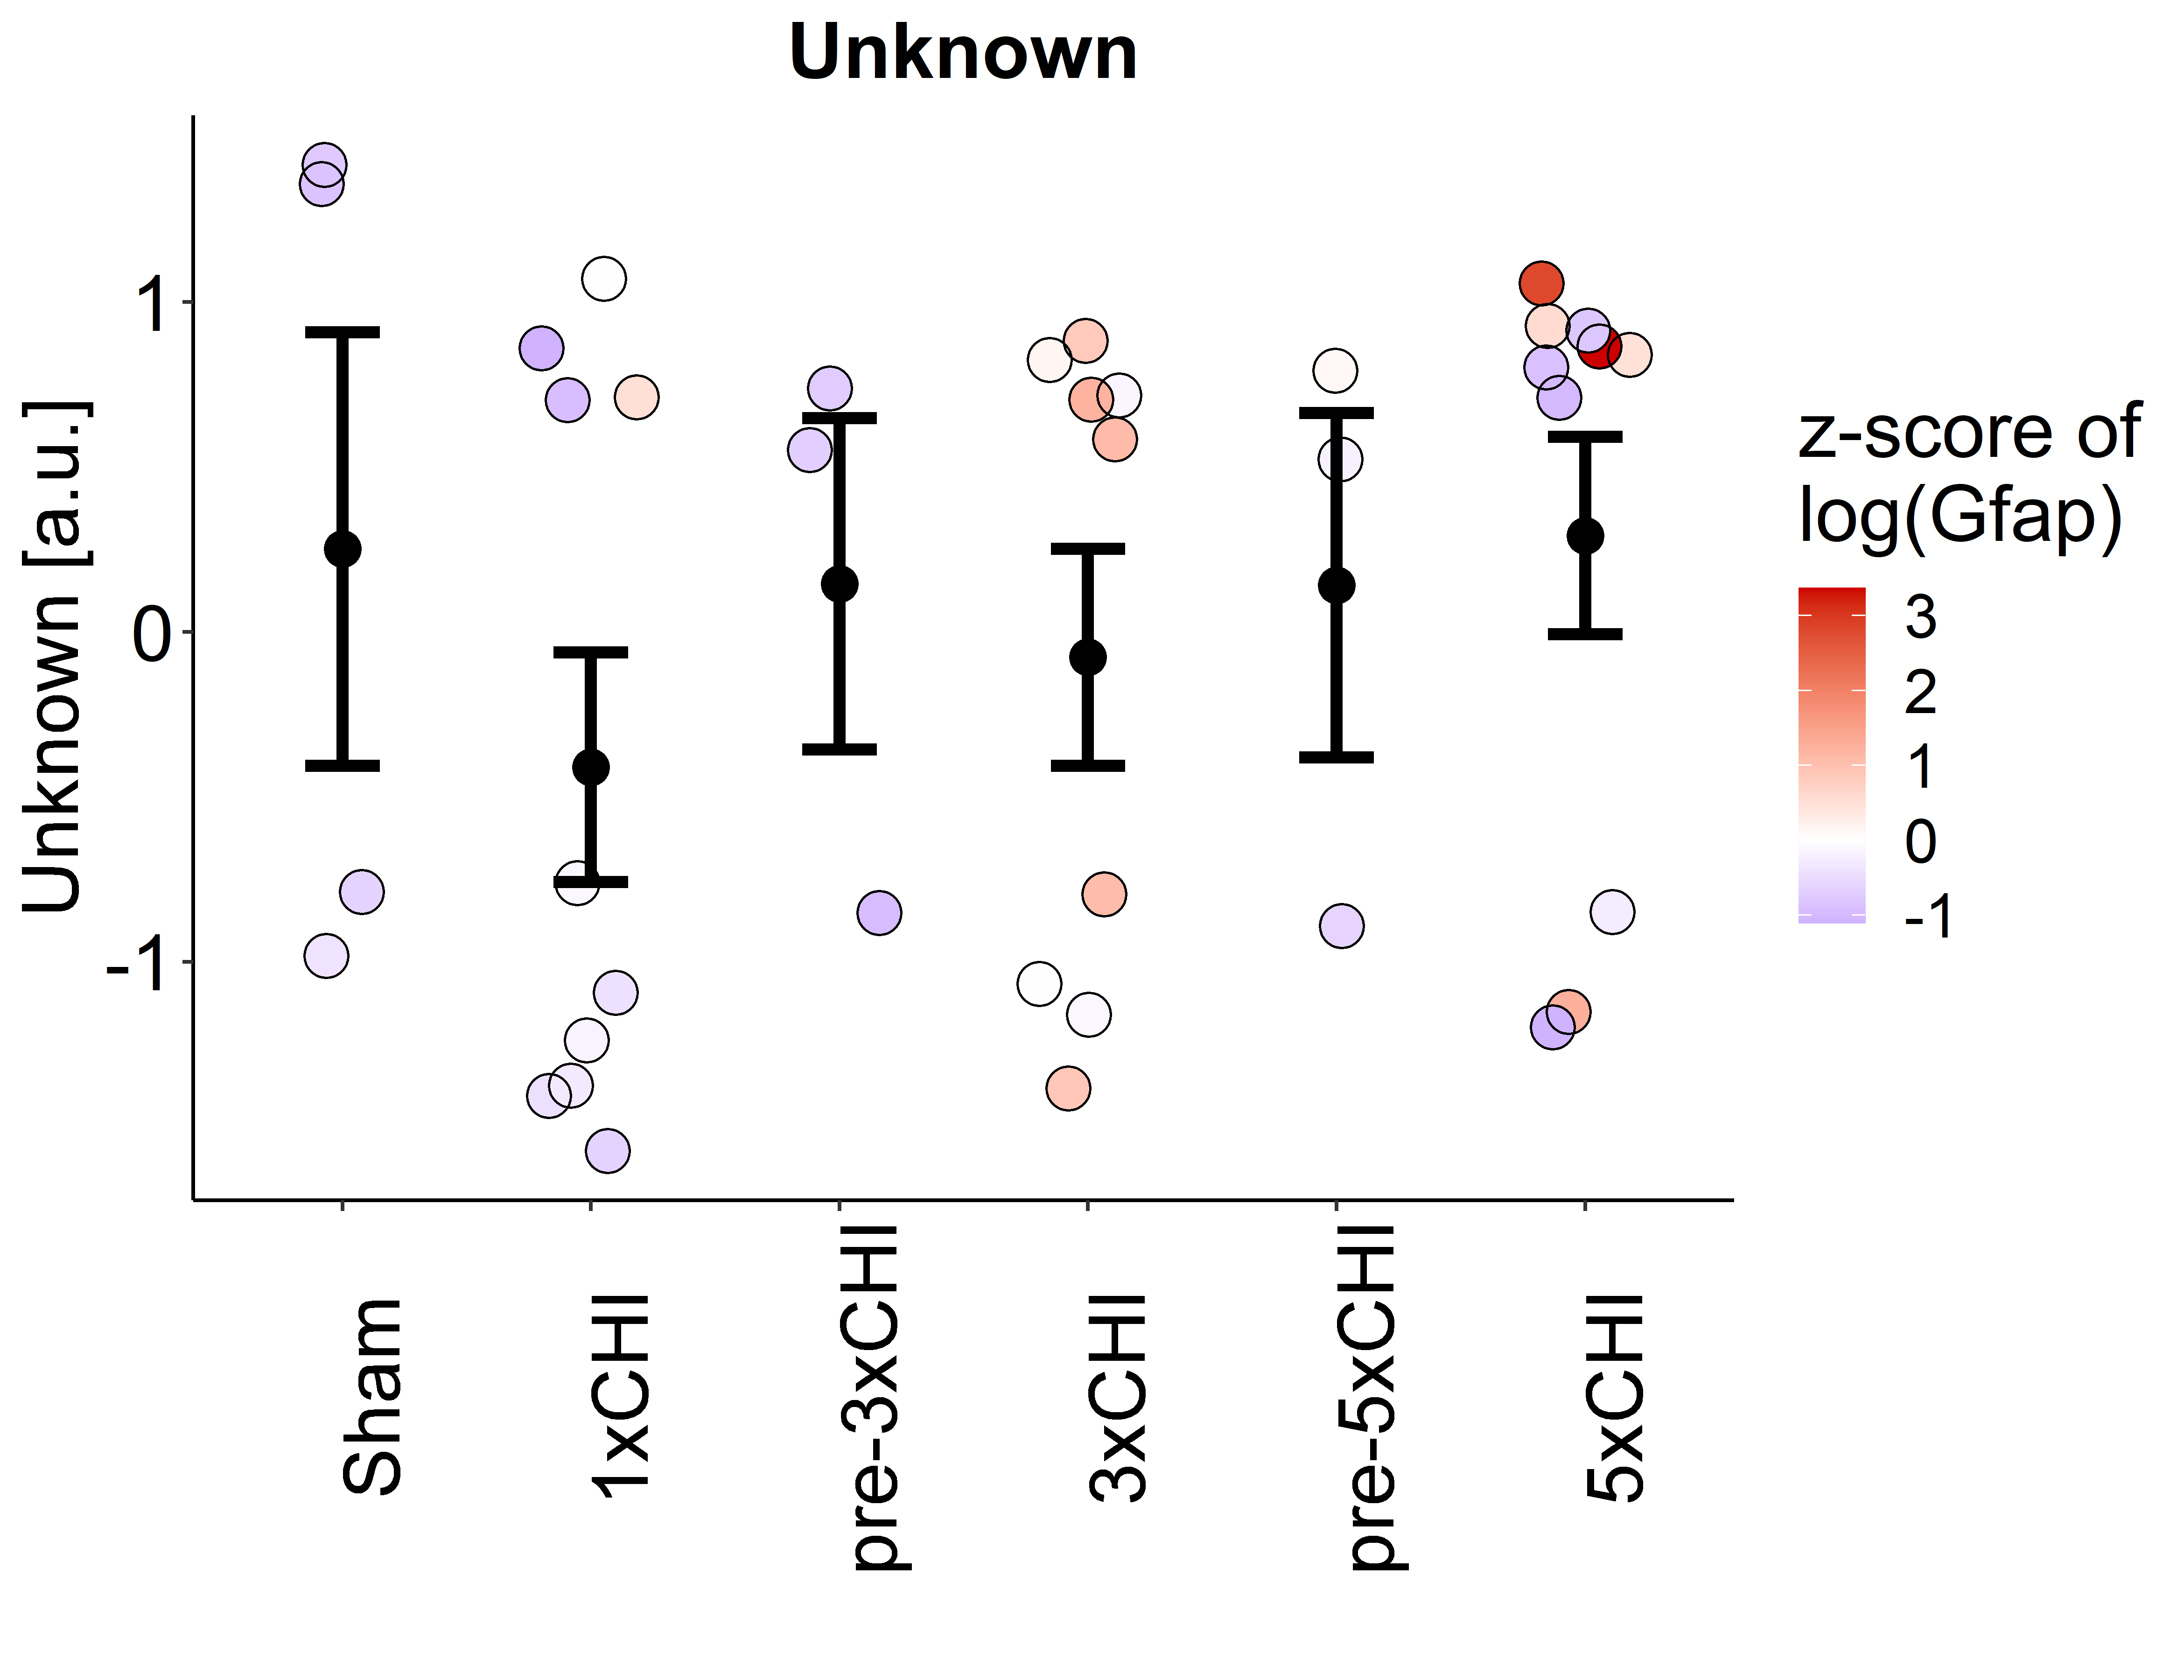 Unknown
Unknown [a.u.]
1
0
-1
Sham
1xCHI
pre-3xCHI
3xCHI
pre-5xCHI
5xCHI
z-score of
log(Gfap)
3
2
1
0
-1